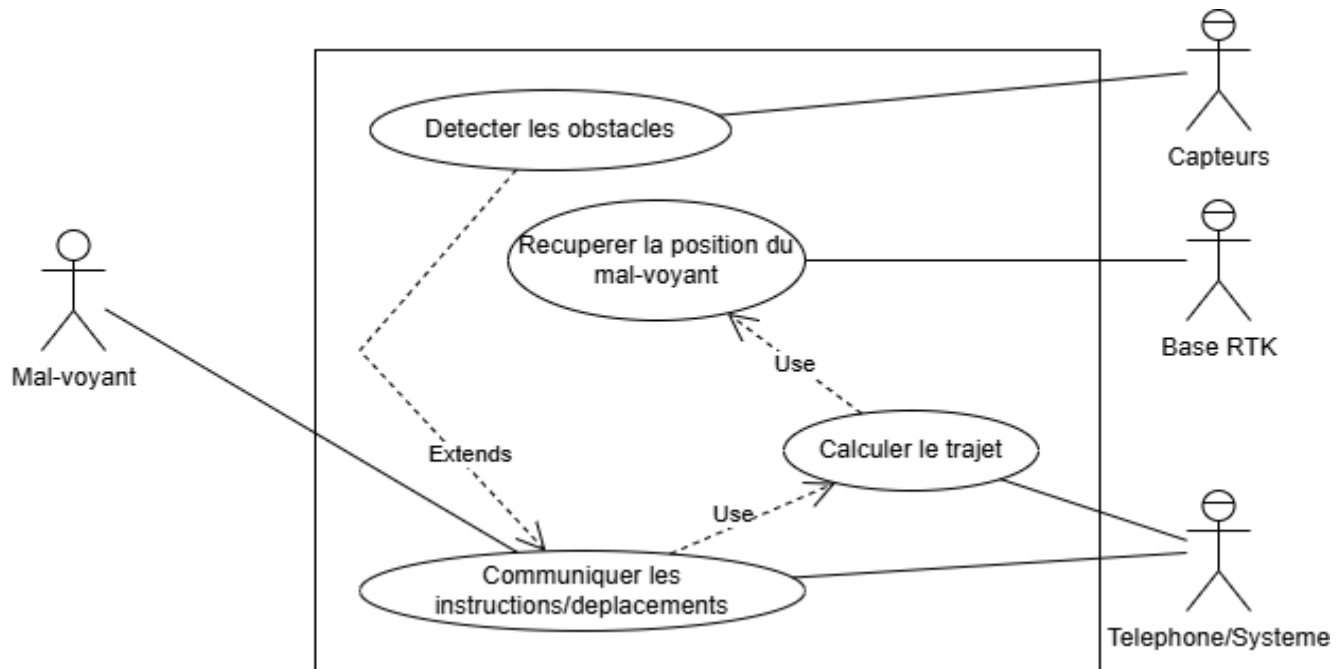 Detecter les obstacles
Capteurs
Recuperer la position du
mal-voyant
Base RTK
Mal-voyant
Use
Calculer le trajet
Extends
Use
Communiquer les
instructions/deplacements
Telephone/Systeme